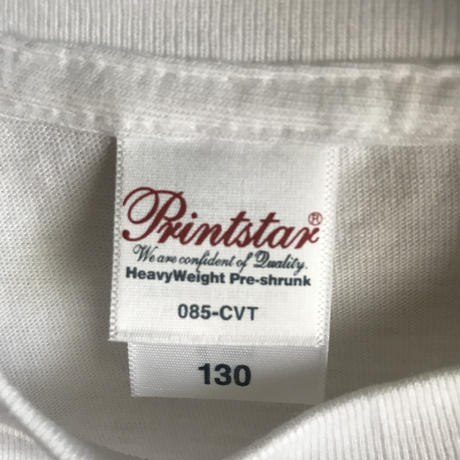 Printstar®
We are confident of Quality.
HeavyWeight Pre-shrunk
085-CVT
130